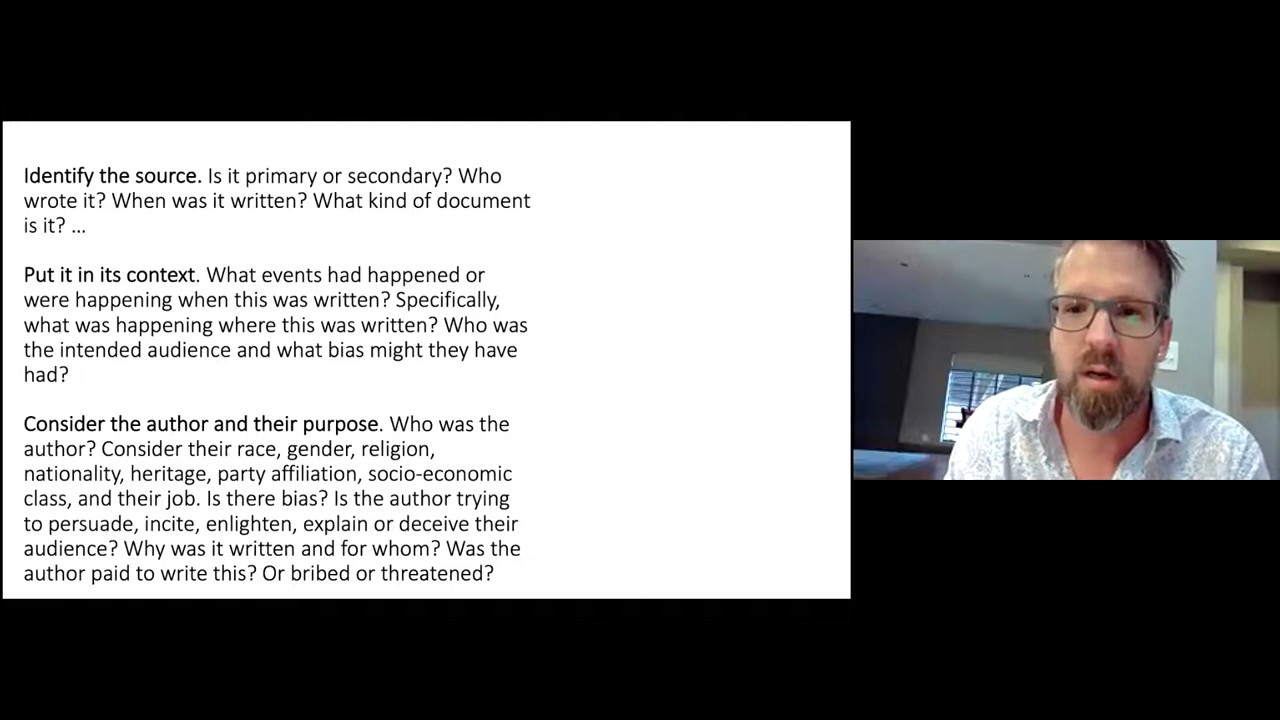 Identify the source. Is it primary or secondary? Who
wrote it? When was it written? What kind of document
is it? ...
Put it in its context. What events had happened or
were happening when this was written? Specifically,
what was happening where this was written? Who was
the intended audience and what bias might they have
had?
Consider the author and their purpose. Who was the
author? Consider their race, gender, religion,
nationality, heritage, party affiliation, socio-economic
class, and their job. Is there bias? Is the author trying
to persuade, incite, enlighten, explain or deceive their
audience? Why was it written and for whom? Was the
author paid to write this? Or bribed or threatened?